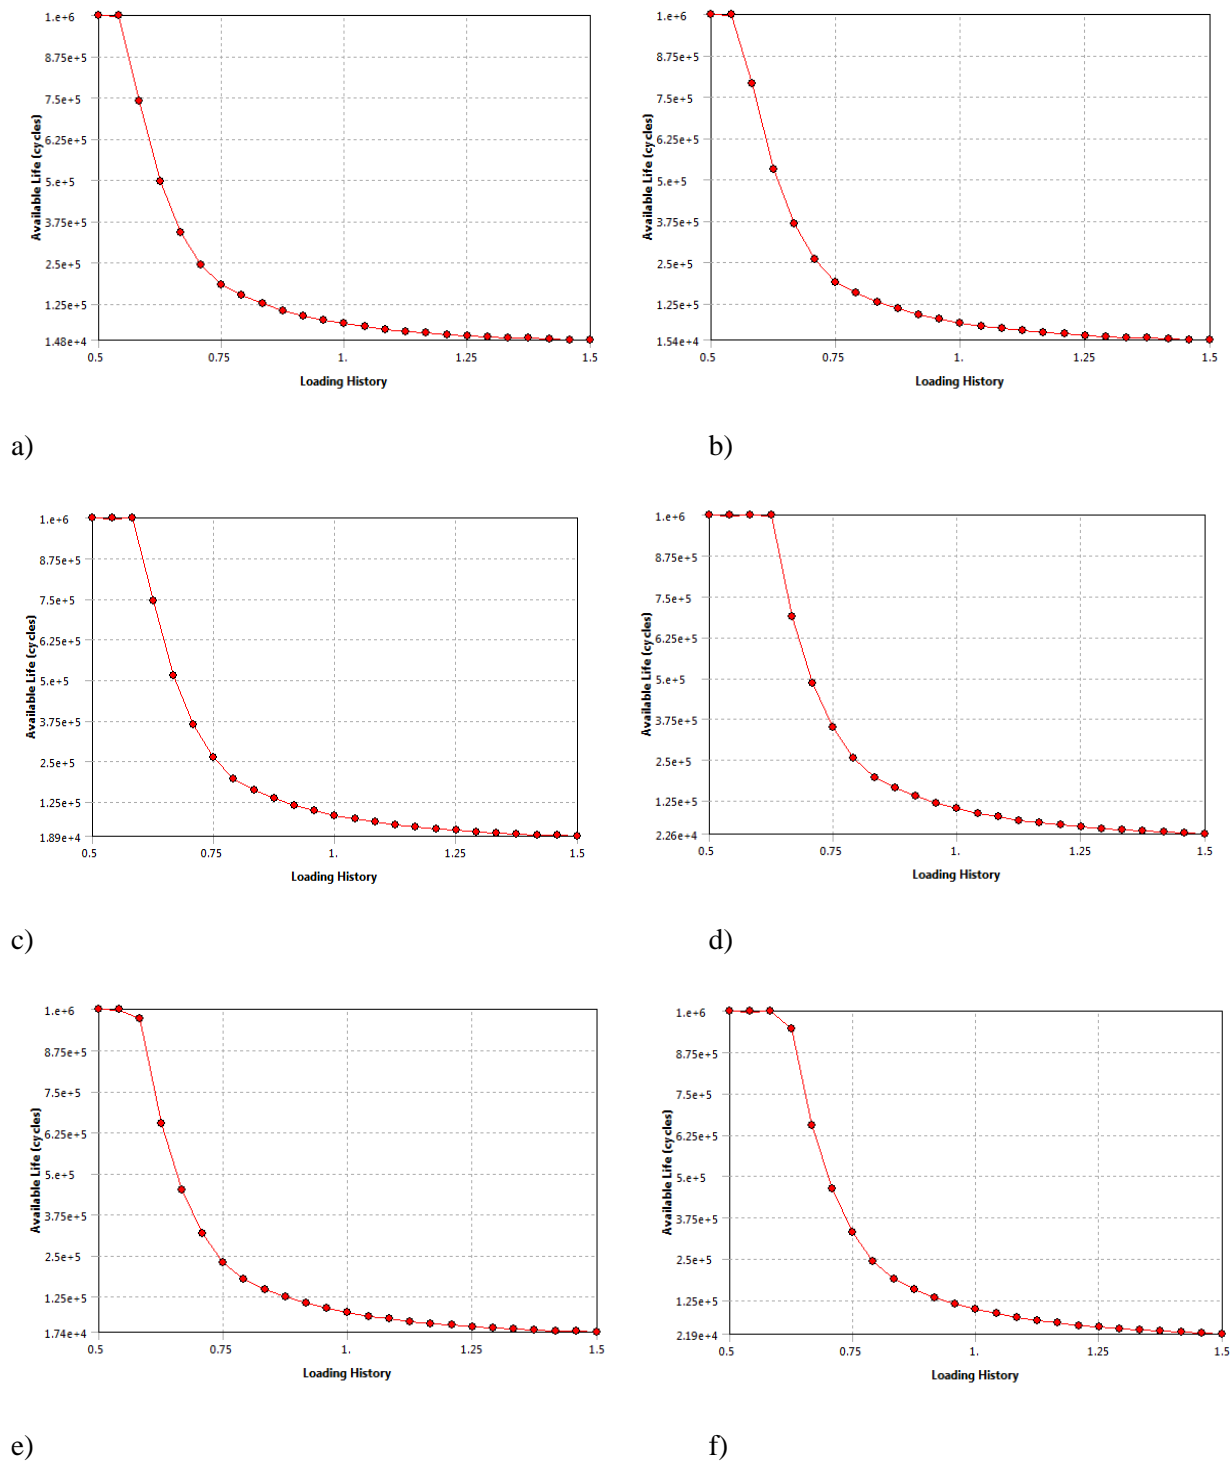 1.e+6
8.75e+5
7.5e+5
6.25e+5
5.e+5
3.75e+5
2.5e+5
1.25e+5
1.48e+4
Available Life (cycles)
0.5 0.75 1. 1.25 1.5
Loading History
a)
1.e+6
8.75e+5
7.5e+5
6.25e+5
5.e+5
3.75e+5
2.5e+5
1.25e+5
1.54e+4
Available Life (cycles)
0.5 0.75 1. 1.25 1.5
Loading History
b)
1.e+6
8.75e+5
7.5e+5
6.25e+5
5.e+5
3.75e+5
2.5e+5
1.25e+5
1.89e+4
Available Life (cycles)
0.5 0.75 1. 1.25 1.5
Loading History
c)
1.e+6
8.75e+5
7.5e+5
6.25e+5
5.e+5
3.75e+5
2.5e+5
1.25e+5
2.26e+4
Available Life (cycles)
0.5 0.75 1. 1.25 1.5
Loading History
d)
1.e+6
8.75e+5
7.5e+5
6.25e+5
5.e+5
3.75e+5
2.5e+5
1.25e+5
1.74e+4
Available Life (cycles)
0.5 0.75 1. 1.25 1.5
Loading History
e)
1.e+6
8.75e+5
7.5e+5
6.25e+5
5.e+5
3.75e+5
2.5e+5
1.25e+5
2.19e+4
Available Life (cycles)
0.5 0.75 1. 1.25 1.5
Loading History
f)